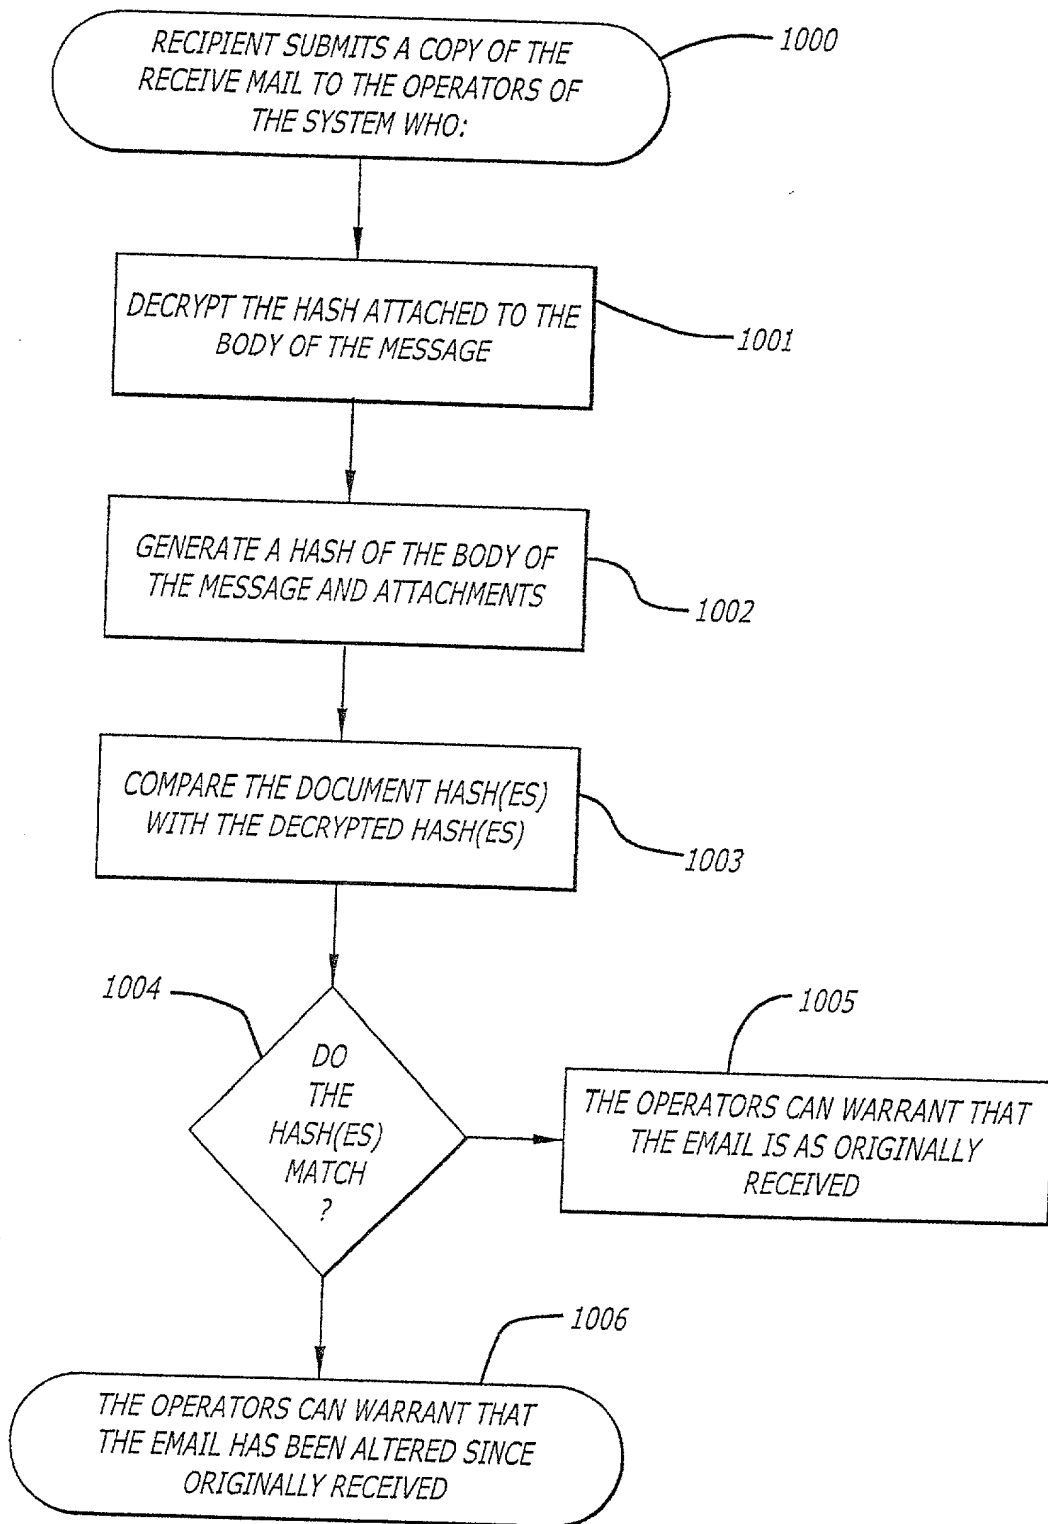 RECIPIENT SUBMITS A COPY OF THE
RECEIVE MAIL TO THE OPERATORS OF
THE SYSTEM WHO:
1000
DECRYPT THE HASH ATTACHED TO THE
BODY OF THE MESSAGE
1001
GENERATE A HASH OF THE BODY OF
THE MESSAGE AND ATTACHMENTS
1002
COMPARE THE DOCUMENT HASH(ES)
WITH THE DECRYPTED HASH(ES)
1003
1004
DO
THE
HASH(ES)
MATCH
?
1005
THE OPERATORS CAN WARRANT THAT
THE EMAIL IS AS ORIGINALLY
RECEIVED
1006
THE OPERATORS CAN WARRANT THAT
THE EMAIL HAS BEEN ALTERED SINCE
ORIGINALLY RECEIVED